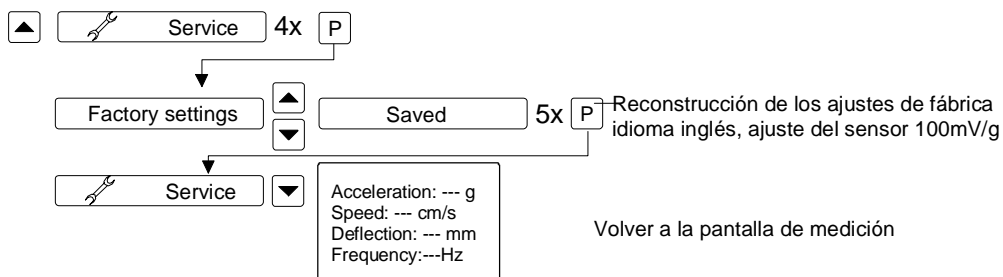 Service 4x P
Factory settings Saved 5x P Reconstrucción de los ajustes de fábrica
idioma inglés, ajuste del sensor 100mV/g
Service
Acceleration: --- g
Speed: --- cm/s
Deflection: --- mm
Frequency:---Hz
Volver a la pantalla de medición